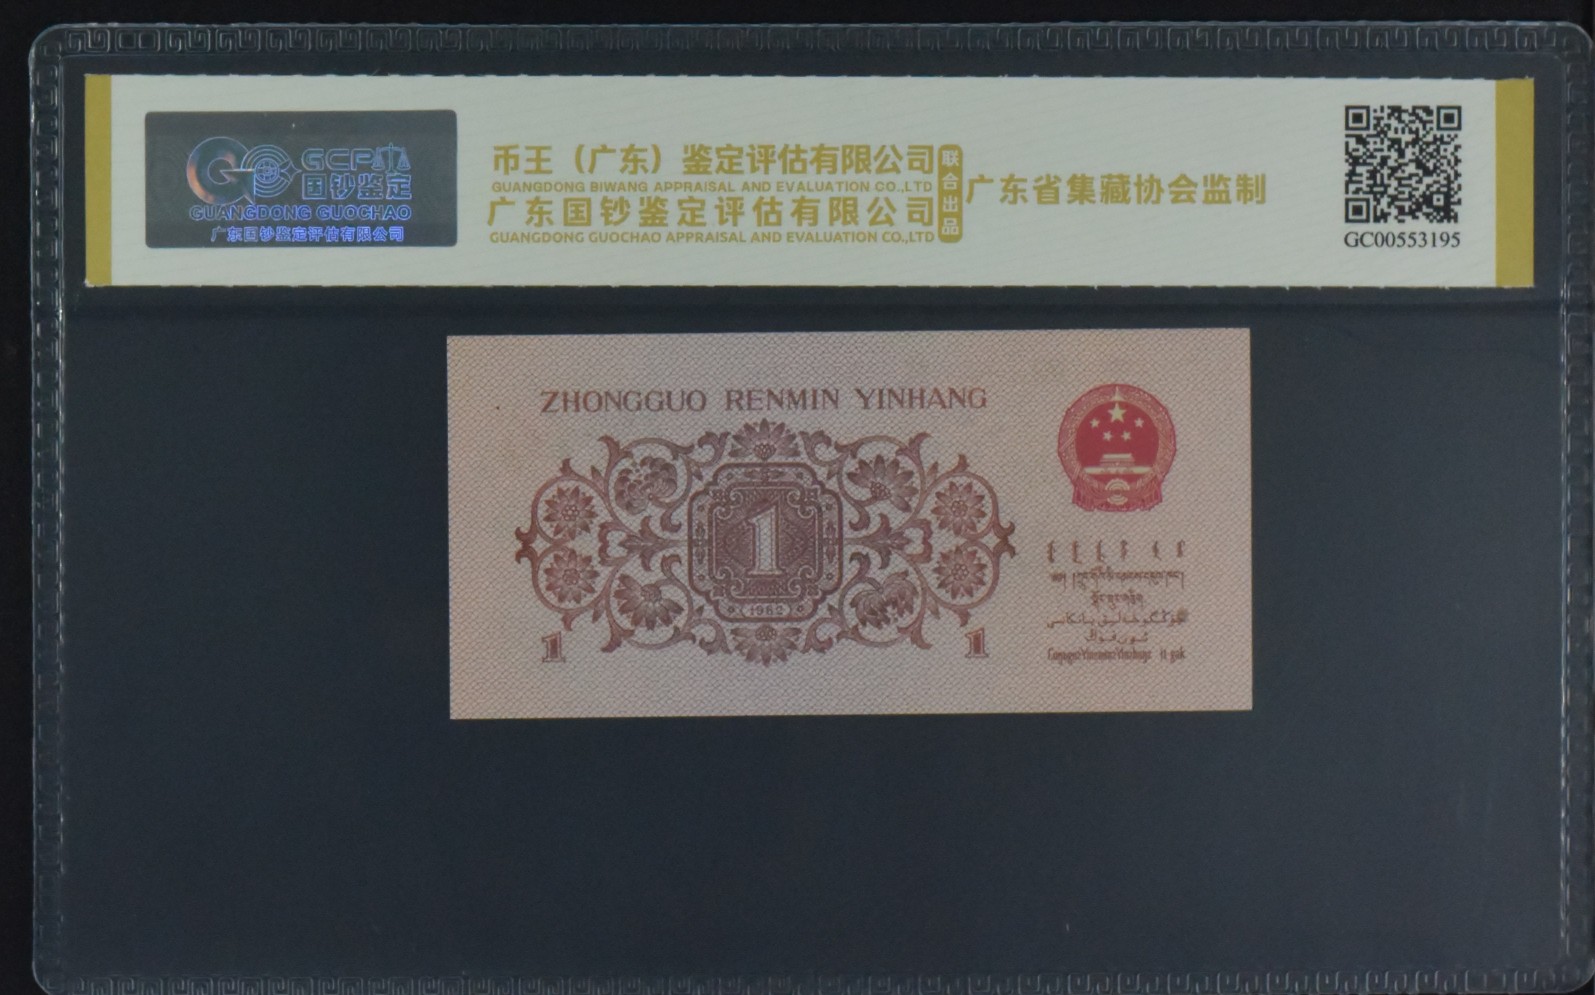 GCP
国钞鉴定
GUANGDONG GUOCHAO
广东国钞鉴定评估有限公司
币王（广东）鉴定评估有限公司
GUANGDONG BIWANG APPRAISAL AND EVALUATION CO.,LTD
广东国钞鉴定评估有限公司
GUANGDONG GUOCHAO APPRAISAL AND EVALUATION CO.,LTD
联合出品
广东省集藏协会监制
GC00553195
ZHONGGUO RENMIN YINHANG
1
1962
1 1